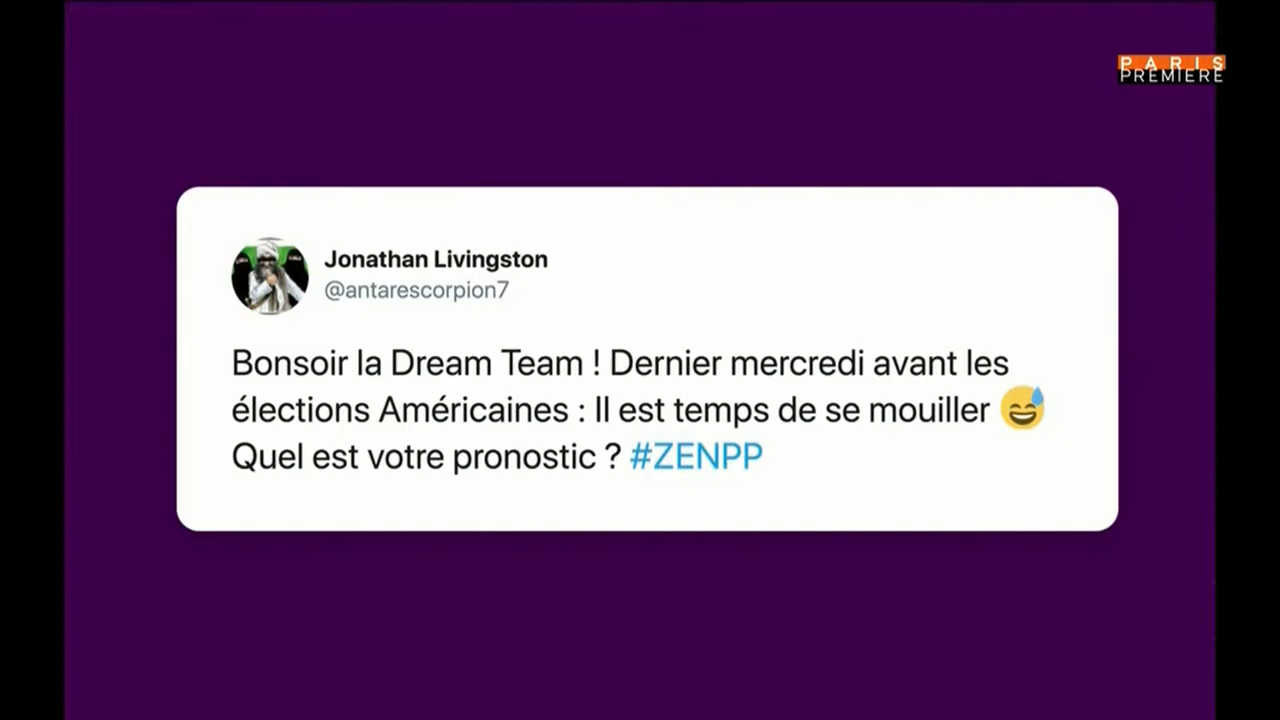 PARIS
PREMIERE
Jonathan Livingston
@antarescorpion7
Bonsoir la Dream Team ! Dernier mercredi avant les
élections Américaines : Il est temps de se mouiller 😅
Quel est votre pronostic ? #ZENPP